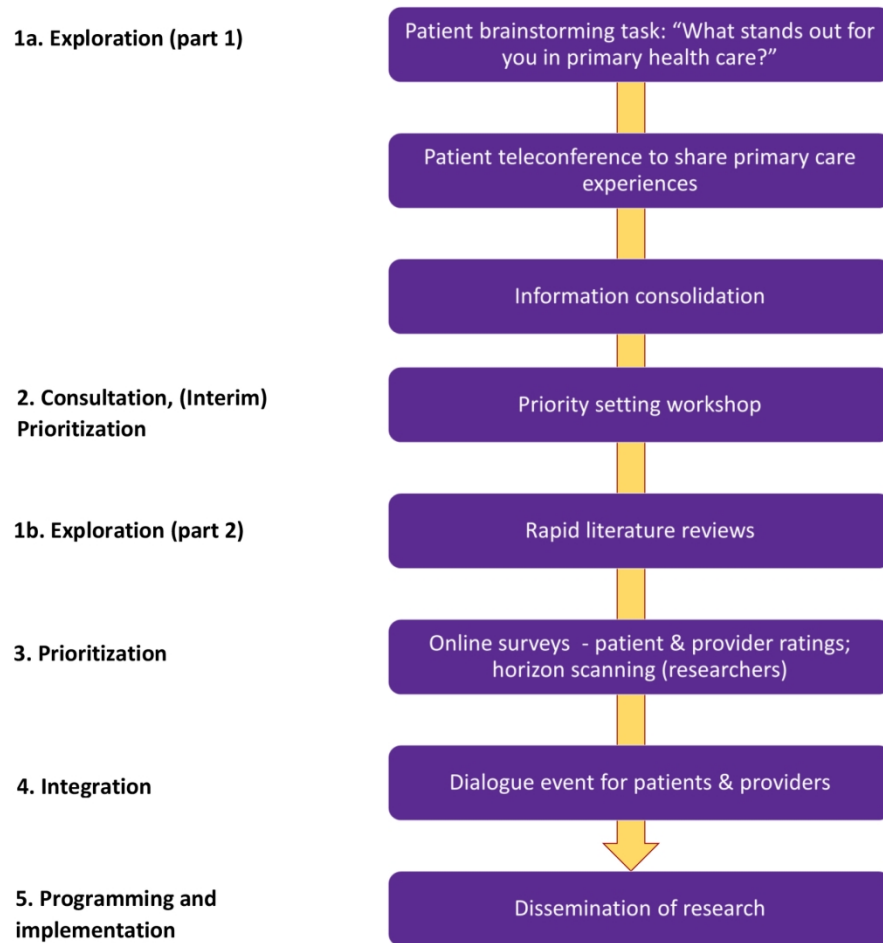 1a. Exploration (part 1)
Patient brainstorming task: “What stands out for
you in primary health care?”
Patient teleconference to share primary care
experiences
Information consolidation
2. Consultation, (Interim)
Prioritization
Priority setting workshop
1b. Exploration (part 2)
Rapid literature reviews
3. Prioritization
Online surveys  - patient & provider ratings;
horizon scanning (researchers)
4. Integration
Dialogue event for patients & providers
5. Programming and
implementation
Dissemination of research